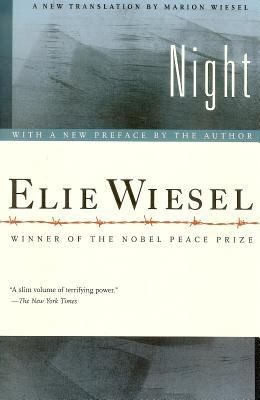 A NEW TRANSLATION BY MARION WIESEL
Night
WITH A NEW PREFACE BY THE AUTHOR
ELIE WIESEL
WINNER OF THE NOBEL PEACE PRIZE
"A slim volume of terrifying power."
—The New York Times